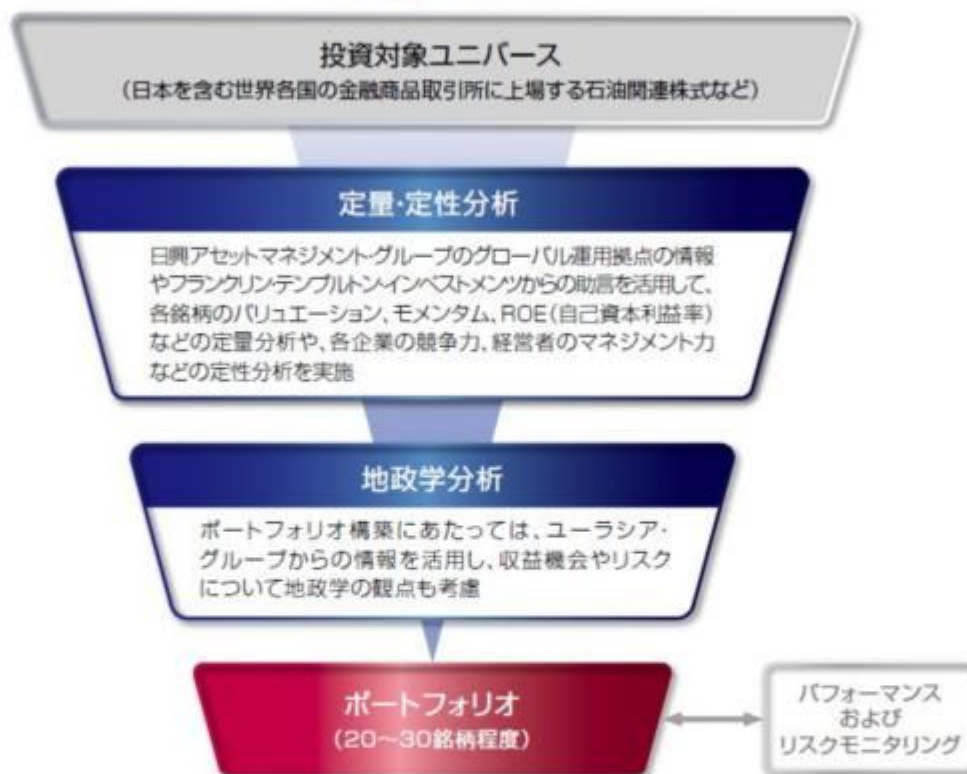 投資対象ユニバース
(日本を含む世界各国の金融商品取引所に上場する石油関連株式など)
定量・定性分析
日興アセットマネジメント・グループのグローバル運用拠点の情報
やフランクリン・テンプルトン・インベストメンツからの助言を活用して、
各銘柄のバリュエーション、モメンタム、ROE(自己資本利益率)
などの定量分析や、各企業の競争力、経営者のマネジメント力
などの定性分析を実施
地政学分析
ポートフォリオ構築にあたっては、ユーラシア・
グループからの情報を活用し、収益機会やリスク
について地政学の観点も考慮
ポートフォリオ
(20～30銘柄程度)
パフォーマンス
および
リスクモニタリング